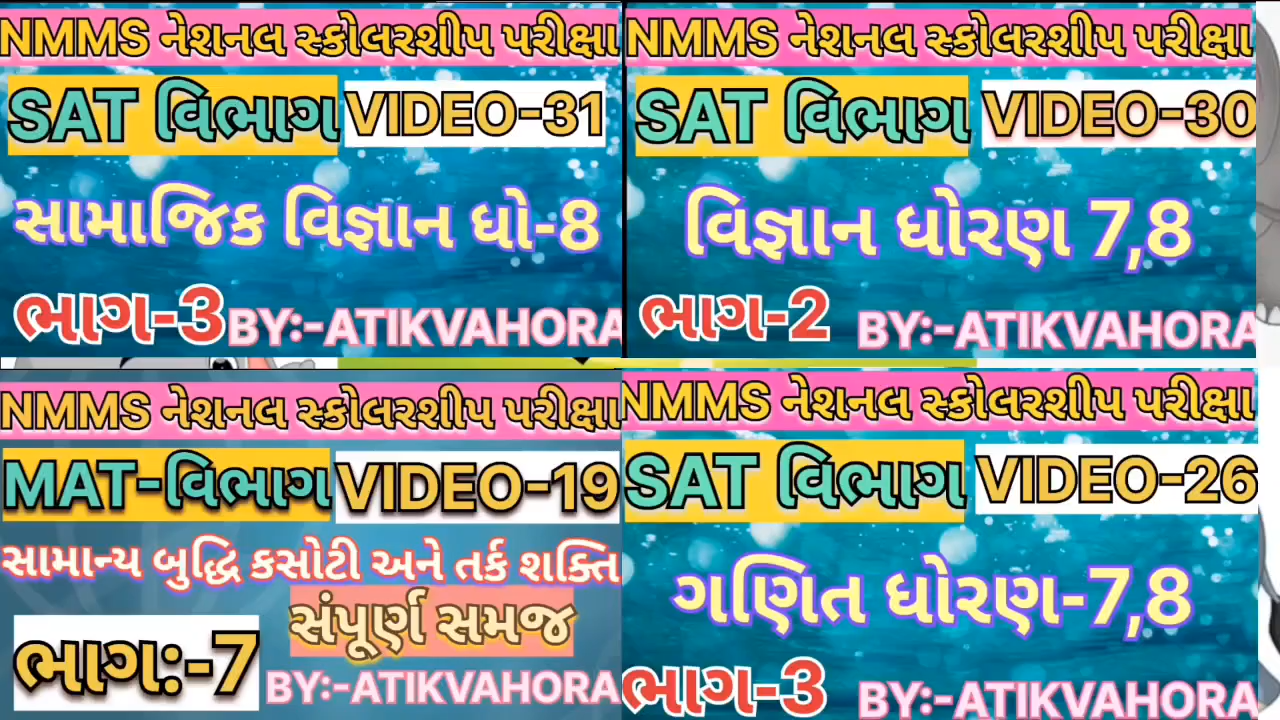 NMMS નેશનલ સ્કોલરશીપ પરીક્ષા
SAT વિભાગ VIDEO-31
સામાજિક વિજ્ઞાન ધો-8
ભાગ-3 BY:-ATIKVAHORA
NMMS નેશનલ સ્કોલરશીપ પરીક્ષા
SAT વિભાગ VIDEO-30
વિજ્ઞાન ધોરણ 7,8
ભાગ-2 BY:-ATIKVAHORA
NMMS નેશનલ સ્કોલરશીપ પરીક્ષા
MAT-વિભાગ VIDEO-19
સામાન્ય બુદ્ધિ કસોટી અને તર્ક શક્તિ
સંપૂર્ણ સમજ
ભાગ:-7 BY:-ATIKVAHORA
NMMS નેશનલ સ્કોલરશીપ પરીક્ષા
SAT વિભાગ VIDEO-26
ગણિત ધોરણ-7,8
ભાગ-3 BY:-ATIKVAHORA